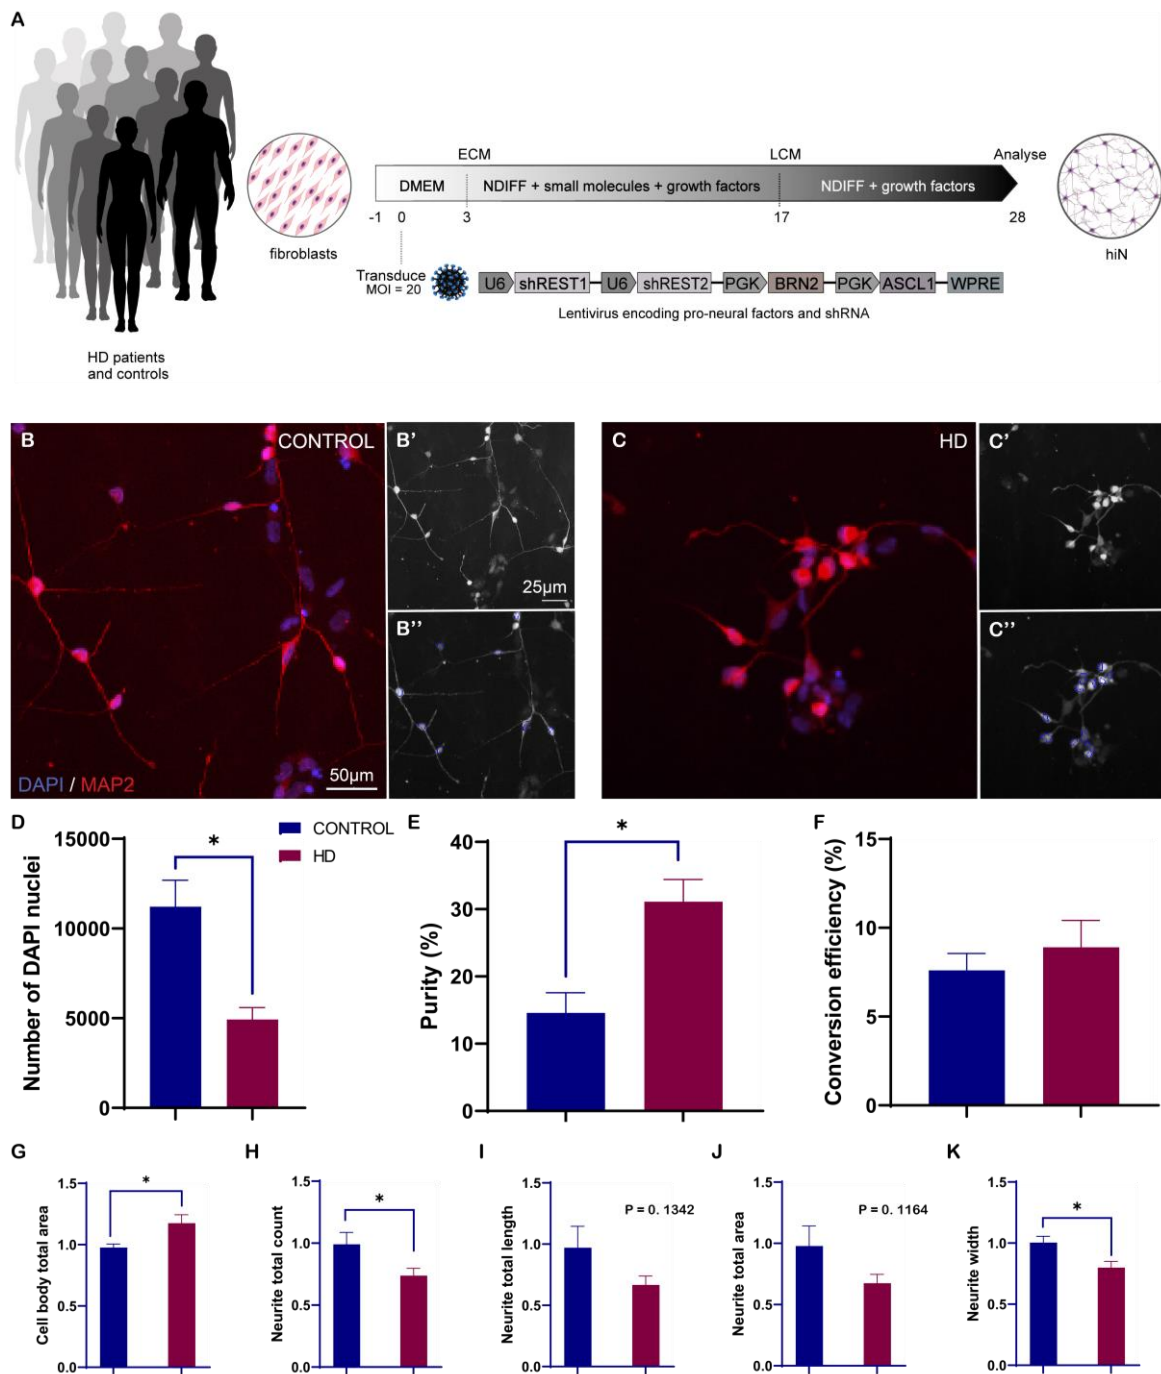 A
ECM
LCM
Analyse
DMEM
NDIFF + small molecules + growth factors
NDIFF + growth factors
-1
0
3
17
28
fibroblasts
hiN
Transduce
MOI = 20
U6
shREST1
U6
shREST2
PGK
BRN2
PGK
ASCL1
WPRE
Lentivirus encoding pro-neural factors and shRNA
HD patients
and controls
B
CONTROL
DAPI / MAP2
50µm
B'
25µm
B''
C
HD
C'
C''
D
CONTROL
HD
Number of DAPI nuclei
15000
10000
5000
0
*
E
Purity (%)
40
30
20
10
0
*
F
Conversion efficiency (%)
15
10
5
0
G
Cell body total area
1.5
1.0
0.5
0.0
*
H
Neurite total count
1.5
1.0
0.5
0.0
*
I
Neurite total length
1.5
1.0
0.5
0.0
P = 0. 1342
J
Neurite total area
1.5
1.0
0.5
0.0
P = 0. 1164
K
Neurite width
1.5
1.0
0.5
0.0
*